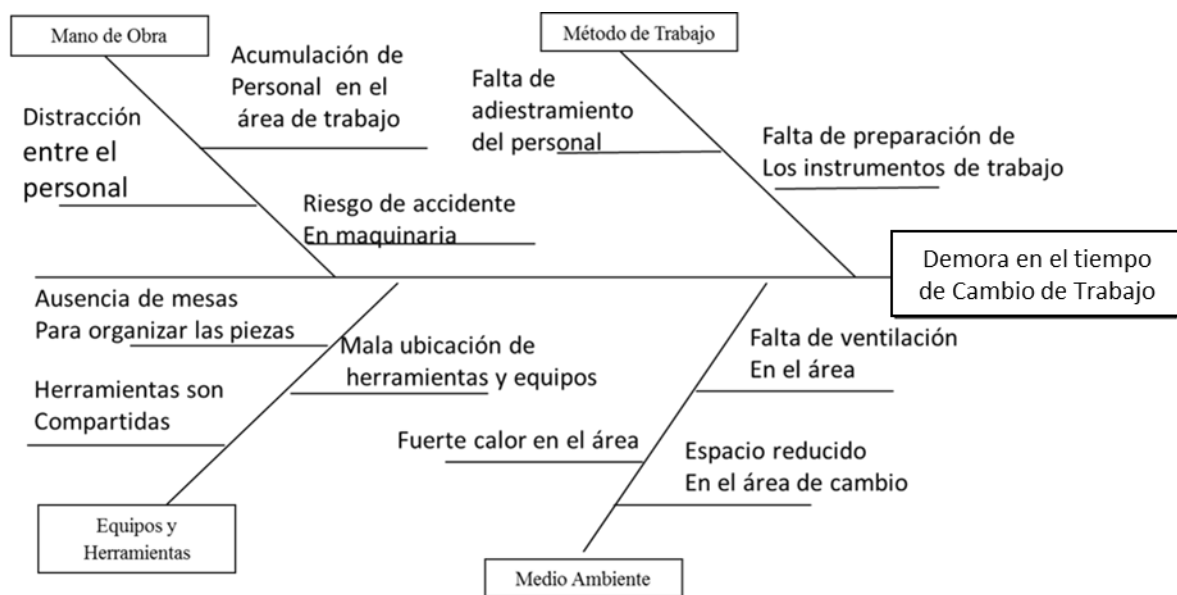 Mano de Obra
Acumulación de
Personal en el
área de trabajo
Distracción
entre el
personal
Riesgo de accidente
En maquinaria
Método de Trabajo
Falta de
adiestramiento
del personal
Falta de preparación de
Los instrumentos de trabajo
Demora en el tiempo
de Cambio de Trabajo
Ausencia de mesas
Para organizar las piezas
Mala ubicación de
herramientas y equipos
Herramientas son
Compartidas
Equipos y
Herramientas
Falta de ventilación
En el área
Fuerte calor en el área
Espacio reducido
En el área de cambio
Medio Ambiente